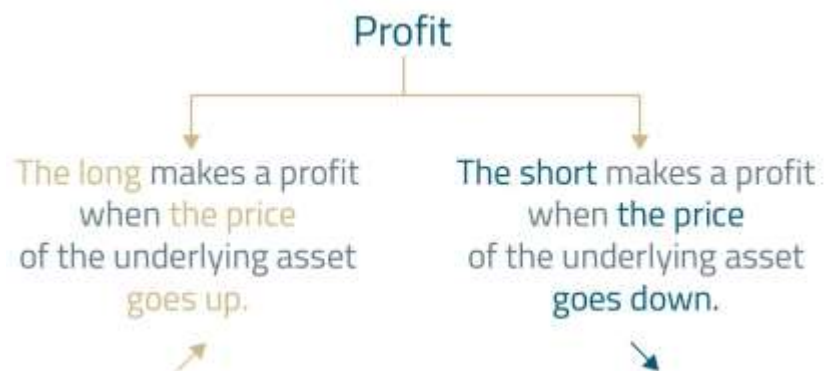 Profit
The long makes a profit
when the price
of the underlying asset
goes up.
The short makes a profit
when the price
of the underlying asset
goes down.